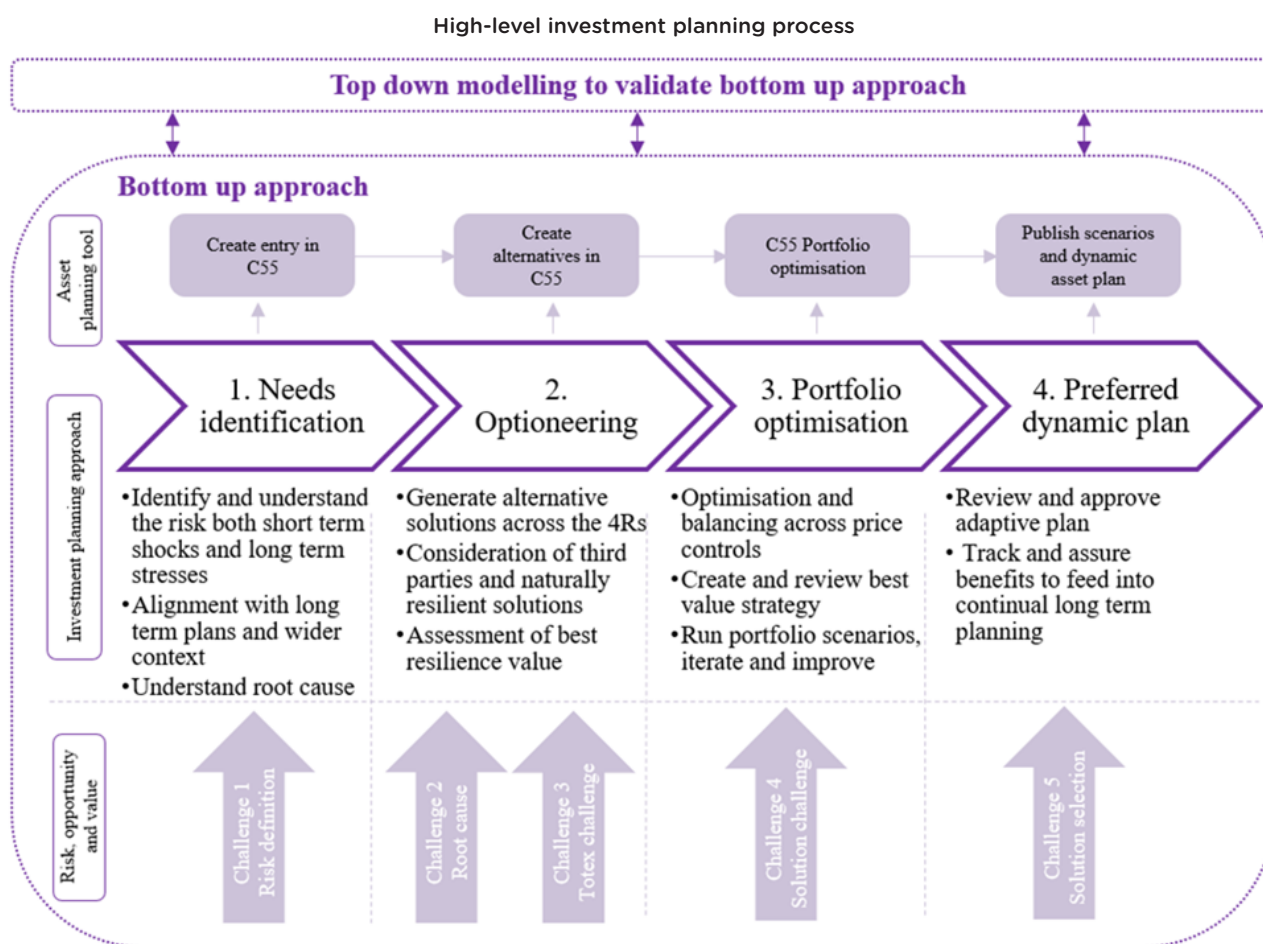 High-level investment planning process
Top down modelling to validate bottom up approach
Bottom up approach
Asset
planning tool
Create entry in
C55
Create
alternatives in
C55
C55 Portfolio
optimisation
Publish scenarios
and dynamic
asset plan
Investment planning approach
1. Needs
identification
2.
Optioneering
3. Portfolio
optimisation
4. Preferred
dynamic plan
•Identify and understand
the risk both short term
shocks and long term
stresses
•Alignment with long
term plans and wider
context
•Understand root cause
•Generate alternative
solutions across the 4Rs
•Consideration of third
parties and naturally
resilient solutions
•Assessment of best
resilience value
•Optimisation and
balancing across price
controls
•Create and review best
value strategy
•Run portfolio scenarios,
iterate and improve
•Review and approve
adaptive plan
• Track and assure
benefits to feed into
continual long term
planning
Risk, opportunity
and value
Challenge 1
Risk definition
Challenge 2
Root cause
Challenge 3
Totex challenge
Challenge 4
Solution challenge
Challenge 5
Solution selection